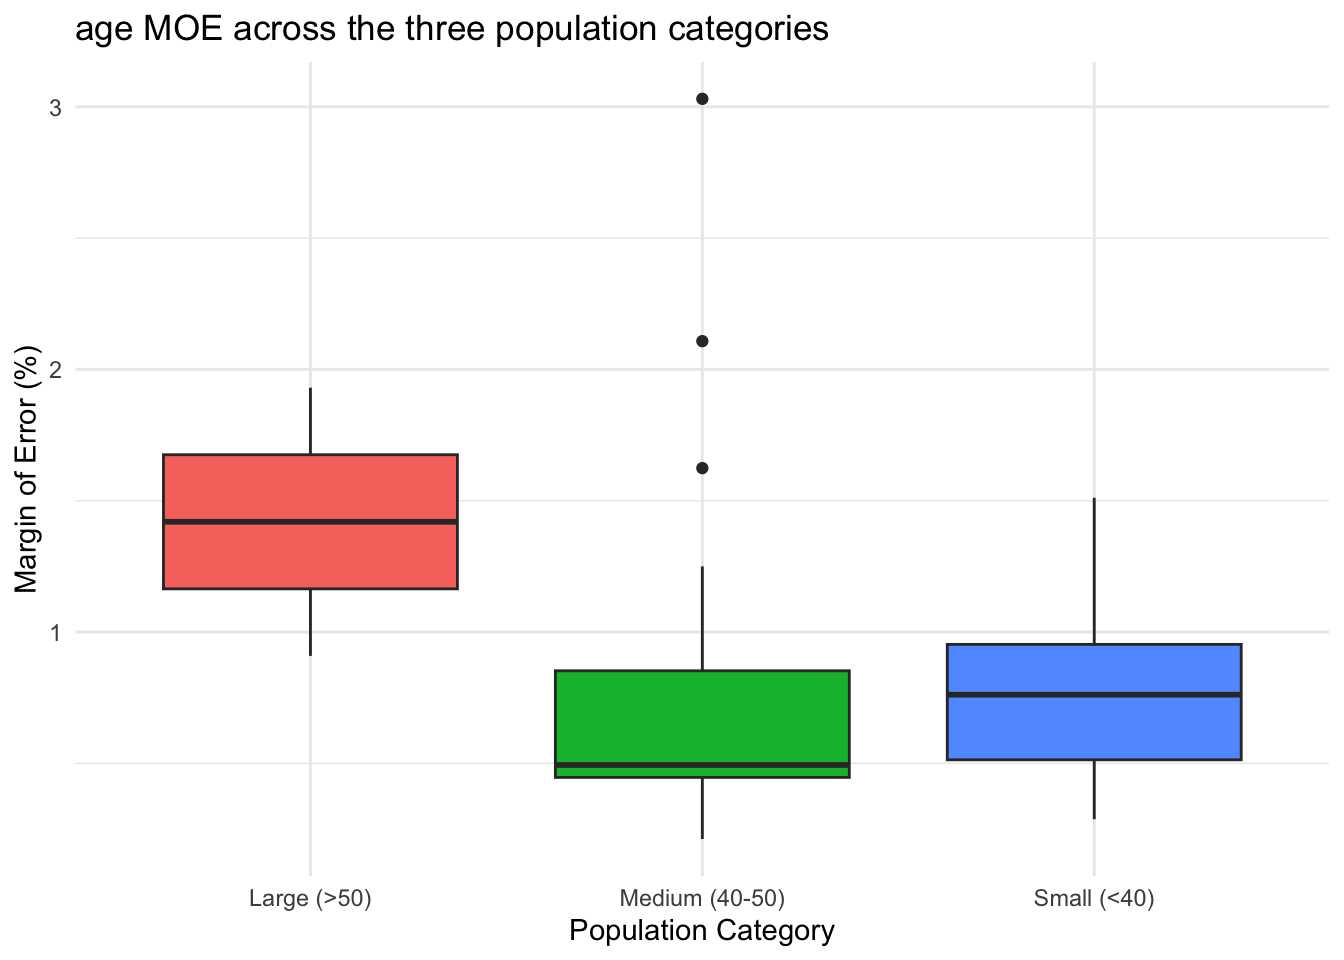 age MOE across the three population categories
Margin of Error (%)
3
2
1
Large (>50)
Medium (40-50)
Small (<40)
Population Category